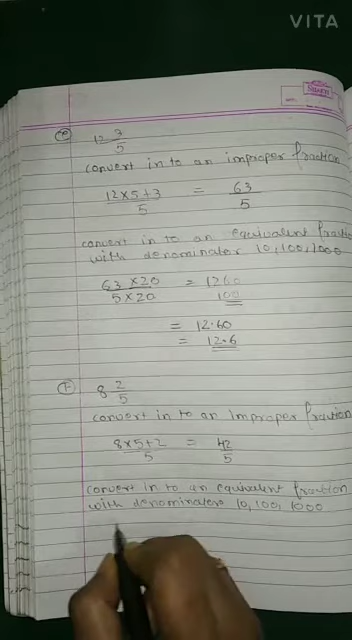 VITA
e 12 3/5
convert in to an improper fraction
12×5+3/5 = 63/5
convert in to an equivalent fractio
with denominator 10,100,1000
63 ×20/5×20 = 1260/100
= 12.60
= 12.6
f 8 2/5
convert in to an improper fraction
8×5+2/5 = 42/5
convert in to an equivalent fraction
with denominators 10,100,1000